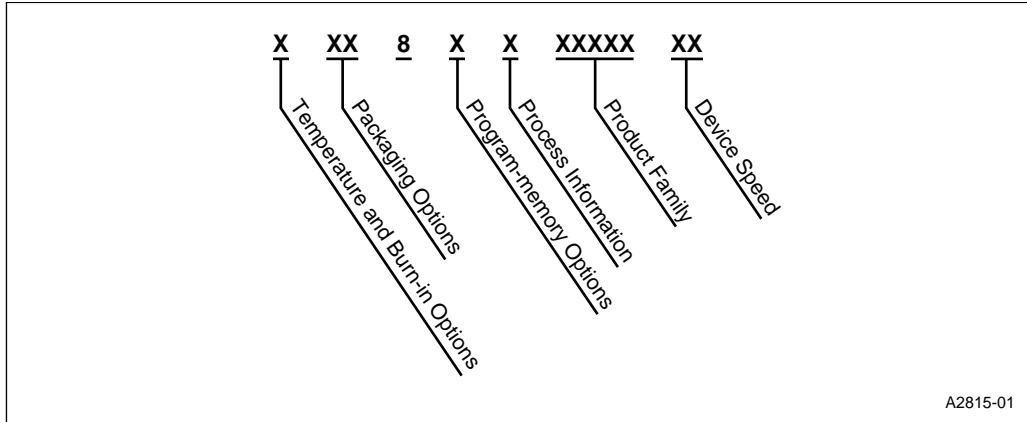 X XX 8 X X XXXXX XX
Temperature and Burn-in Options
Packaging Options
Program-memory Options
Process Information
Product Family
Device Speed
A2815-01